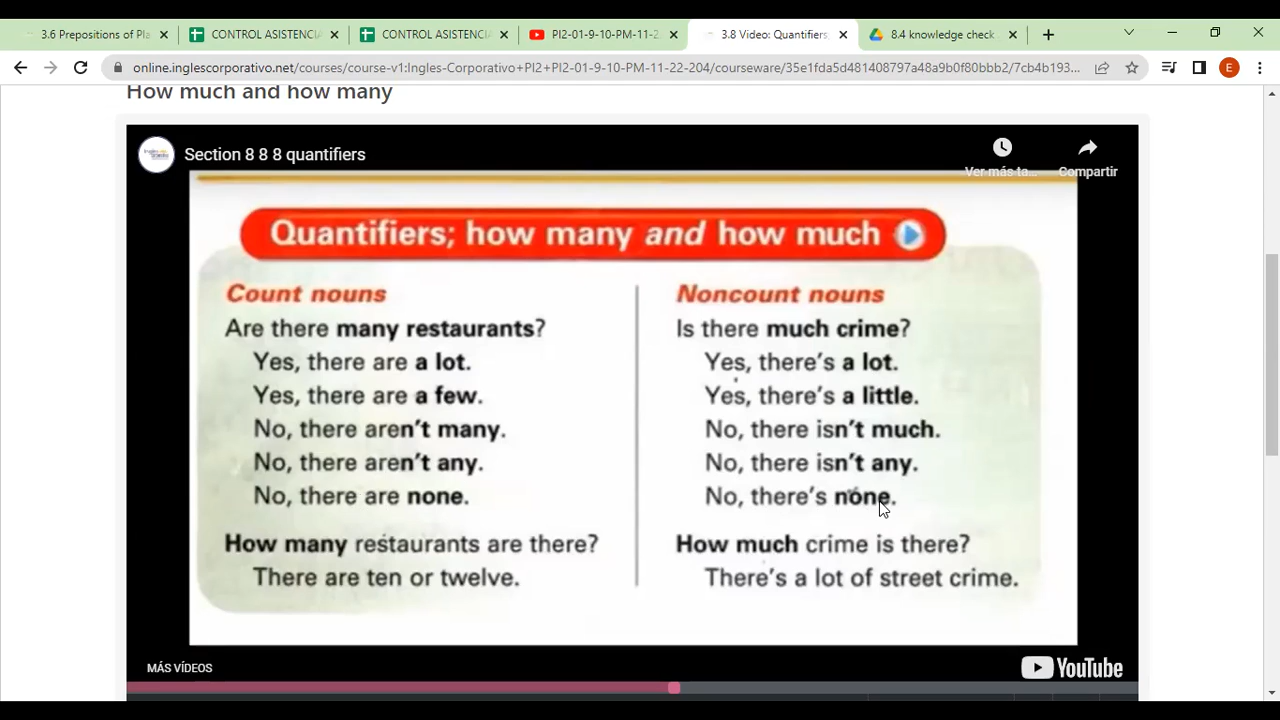 3.6 Prepositions of Pla
CONTROL ASISTENCIA
CONTROL ASISTENCIA
PI2-01-9-10-PM-11-2
3.8 Video: Quantifiers,
8.4 knowledge check
online.inglescorporativo.net/courses/course-v1:Ingles-Corporativo+PI2+PI2-01-9-10-PM-11-22-204/courseware/35e1fda5d481408797a48a9b0f80bbb2/7cb4b193...
E
How much and how many
Section 8 8 8 quantifiers
Ver más ta...
Compartir
Quantifiers; how many and how much
Count nouns
Are there many restaurants?
Yes, there are a lot.
Yes, there are a few.
No, there aren't many.
No, there aren't any.
No, there are none.
How many restaurants are there?
There are ten or twelve.
Noncount nouns
Is there much crime?
Yes, there's a lot.
Yes, there's a little.
No, there isn't much.
No, there isn't any.
No, there's none.
How much crime is there?
There's a lot of street crime.
MÁS VÍDEOS
YouTube